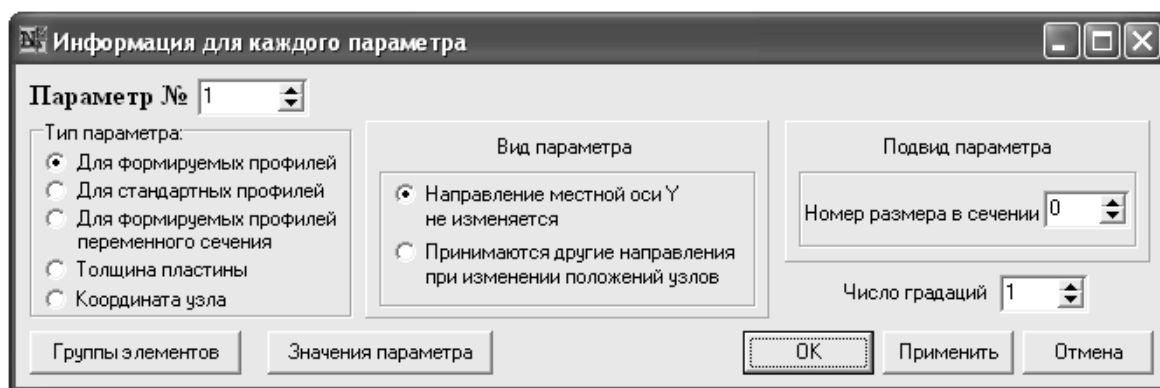 Информация для каждого параметра
Параметр № 1
Тип параметра:
Для формируемых профилей
Для стандартных профилей
Для формируемых профилей
переменного сечения
Толщина пластины
Координата узла
Вид параметра
Направление местной оси Y
не изменяется
Принимаются другие направления
при изменении положений узлов
Подвид параметра
Номер размера в сечении 0
Число градаций 1
Группы элементов
Значения параметра
OK
Применить
Отмена